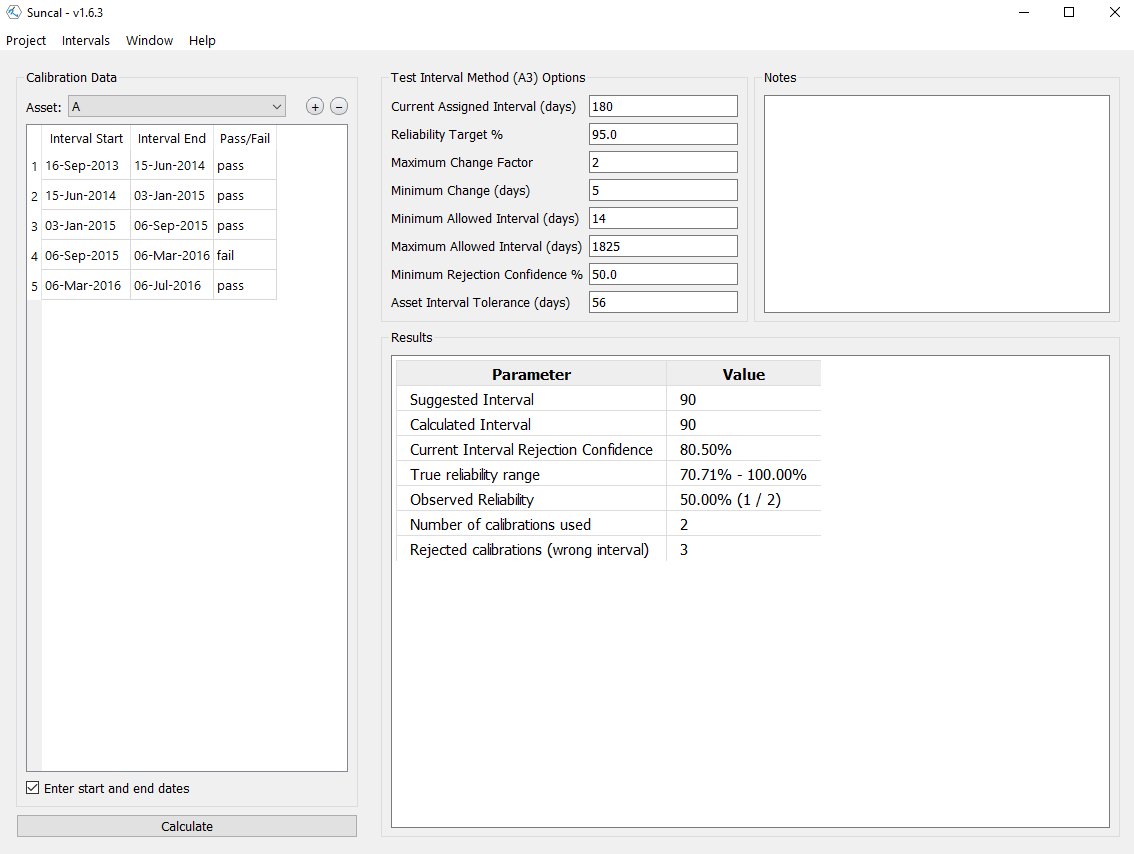 Suncal - v1.6.3
Project Intervals Window Help
Calibration Data
Asset: A + -
Interval Start Interval End Pass/Fail
1 16-Sep-2013 15-Jun-2014 pass
2 15-Jun-2014 03-Jan-2015 pass
3 03-Jan-2015 06-Sep-2015 pass
4 06-Sep-2015 06-Mar-2016 fail
5 06-Mar-2016 06-Jul-2016 pass
Enter start and end dates
Calculate
Test Interval Method (A3) Options
Current Assigned Interval (days) 180
Reliability Target % 95.0
Maximum Change Factor 2
Minimum Change (days) 5
Minimum Allowed Interval (days) 14
Maximum Allowed Interval (days) 1825
Minimum Rejection Confidence % 50.0
Asset Interval Tolerance (days) 56
Notes
Results
Parameter Value
Suggested Interval 90
Calculated Interval 90
Current Interval Rejection Confidence 80.50%
True reliability range 70.71% - 100.00%
Observed Reliability 50.00% (1 / 2)
Number of calibrations used 2
Rejected calibrations (wrong interval) 3